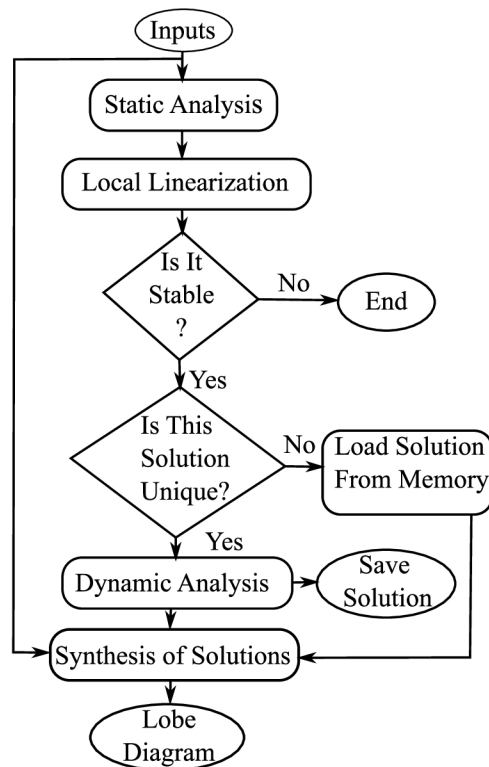 Inputs
Static Analysis
Local Linearization
Is It
Stable
?
No
End
Yes
Is This
Solution
Unique?
No
Load Solution
From Memory
Yes
Dynamic Analysis
Save
Solution
Synthesis of Solutions
Lobe
Diagram